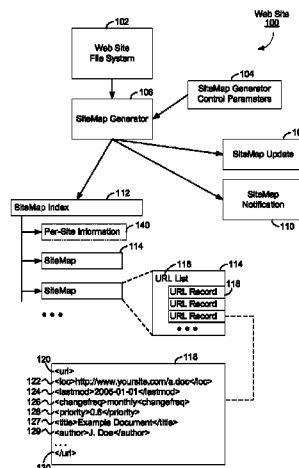 Web Site
100
102
Web Site
File System
104
SiteMap Generator
Control Parameters
106
SiteMap Generator
SiteMap Update
112
SiteMap Index
SiteMap
Notification
110
Per-Site Information
140
114
SiteMap
SiteMap
116
114
URL List
118
URL Record
URL Record
URL Record
118
120
<url>
122
<loc>http://www.yoursite.com/a.doc</loc>
124
<lastmod>2005-01-01</lastmod>
126
<changefreq>monthly<changefreq>
128
<priority>0.6</priority>
127
<title>Example Document</title>
129
<author>J. Doe</author>
...
</url>
130